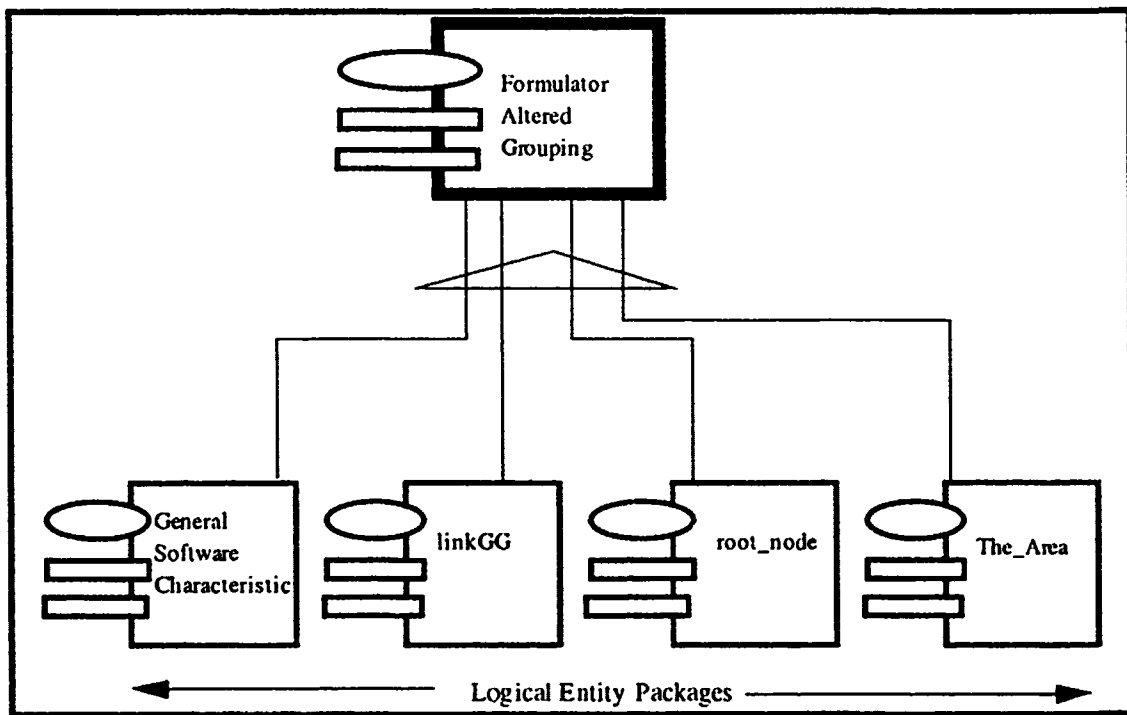 Formulator
Altered
Grouping
General
Software
Characteristic
linkGG
root_node
The_Area
Logical Entity Packages